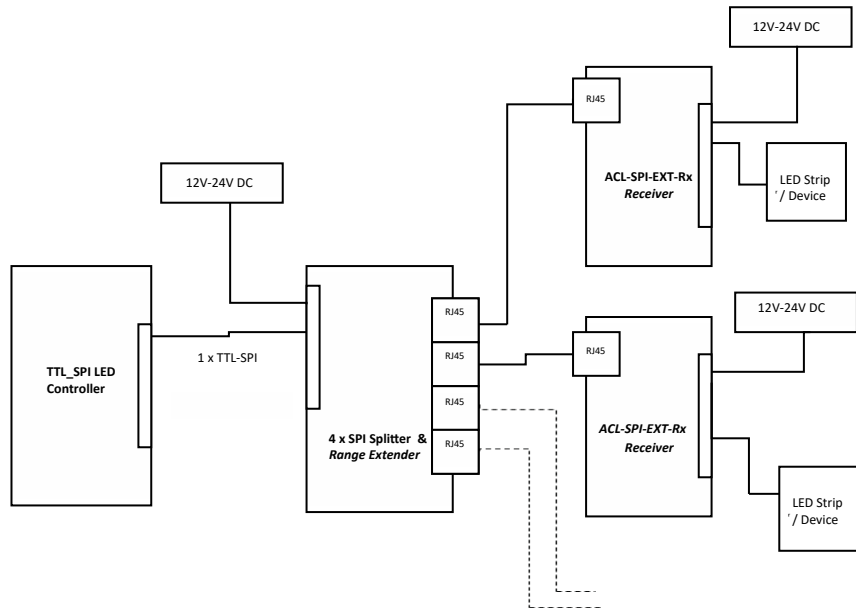 12V-24V DC
RJ45
ACL-SPI-EXT-Rx
Receiver
LED Strip
'/ Device
12V-24V DC
TTL_SPI LED
Controller
1 x TTL-SPI
4 x SPI Splitter &
Range Extender
RJ45
RJ45
RJ45
RJ45
12V-24V DC
RJ45
ACL-SPI-EXT-Rx
Receiver
LED Strip
'/ Device